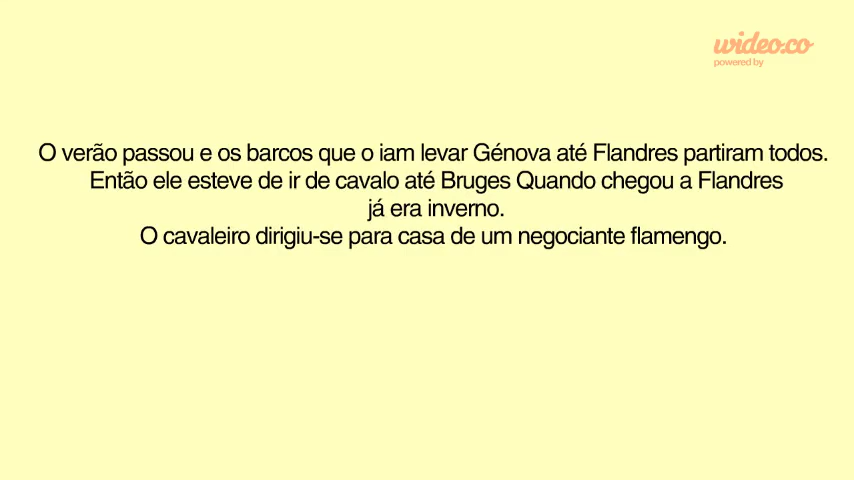 wideo.co
powered by
O verão passou e os barcos que o iam levar Génova até Flandres partiram todos.
Então ele esteve de ir de cavalo até Bruges Quando chegou a Flandres
já era inverno.
O cavaleiro dirigiu-se para casa de um negociante flamengo.